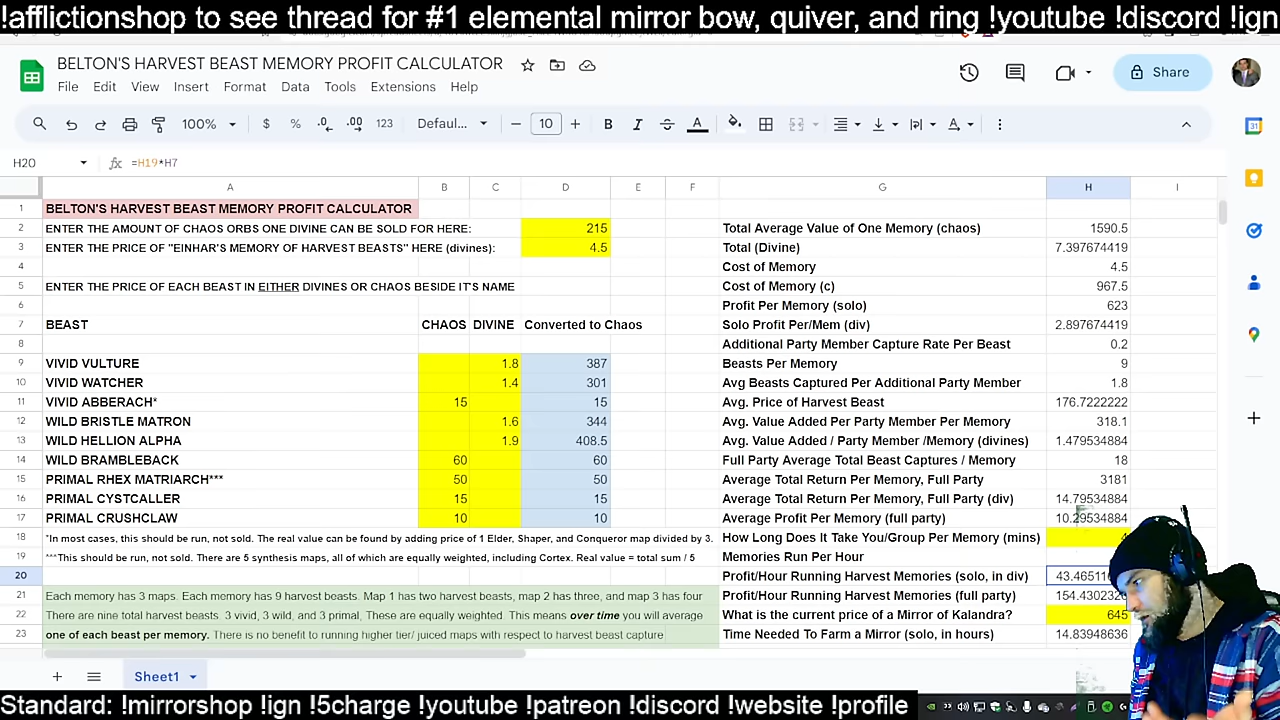 !afflictionshop to see thread for #1 elemental mirror bow, quiver, and ring !youtube !discord !ign
BELTON'S HARVEST BEAST MEMORY PROFIT CALCULATOR
Share
File Edit View Insert Format Data Tools Extensions Help
100% $ % .0 .00 123 Defaul... 10 B I A
H20 fx =H19*H7
A B C D E F G H I
1 BELTON'S HARVEST BEAST MEMORY PROFIT CALCULATOR
2 ENTER THE AMOUNT OF CHAOS ORBS ONE DIVINE CAN BE SOLD FOR HERE: 215 Total Average Value of One Memory (chaos) 1590.5
3 ENTER THE PRICE OF "EINHAR'S MEMORY OF HARVEST BEASTS" HERE (divines): 4.5 Total (Divine) 7.397674419
4 Cost of Memory 4.5
5 ENTER THE PRICE OF EACH BEAST IN EITHER DIVINES OR CHAOS BESIDE IT'S NAME Cost of Memory (c) 967.5
6 Profit Per Memory (solo) 623
7 BEAST CHAOS DIVINE Converted to Chaos Solo Profit Per/Mem (div) 2.897674419
8 Additional Party Member Capture Rate Per Beast 0.2
9 VIVID VULTURE 1.8 387 Beasts Per Memory 9
10 VIVID WATCHER 1.4 301 Avg Beasts Captured Per Additional Party Member 1.8
11 VIVID ABBERACH* 15 15 Avg. Price of Harvest Beast 176.7222222
12 WILD BRISTLE MATRON 1.6 344 Avg. Value Added Per Party Member Per Memory 318.1
13 WILD HELLION ALPHA 1.9 408.5 Avg. Value Added / Party Member /Memory (divines) 1.479534884
14 WILD BRAMBLEBACK 60 60 Full Party Average Total Beast Captures / Memory 18
15 PRIMAL RHEX MATRIARCH*** 50 50 Average Total Return Per Memory, Full Party 3181
16 PRIMAL CYSTCALLER 15 15 Average Total Return Per Memory, Full Party (div) 14.79534884
17 PRIMAL CRUSHCLAW 10 10 Average Profit Per Memory (full party) 10.29534884
18 *In most cases, this should be run, not sold. The real value can be found by adding price of 1 Elder, Shaper, and Conqueror map divided by 3. How Long Does It Take You/Group Per Memory (mins)
19 ***This should be run, not sold. There are 5 synthesis maps, all of which are equally weighted, including Cortex. Real value = total sum / 5 Memories Run Per Hour
20 Profit/Hour Running Harvest Memories (solo, in div) 43.4651
21 Each memory has 3 maps. Each memory has 9 harvest beasts. Map 1 has two harvest beasts, map 2 has three, and map 3 has four Profit/Hour Running Harvest Memories (full party) 154.430232
22 There are nine total harvest beasts. 3 vivid, 3 wild, and 3 primal. These are equally weighted. This means over time you will average What is the current price of a Mirror of Kalandra? 645
23 one of each beast per memory. There is no benefit to running higher tier/ juiced maps with respect to harvest beast capture Time Needed To Farm a Mirror (solo, in hours) 14.83948636
Sheet1
Standard: !mirrorshop !ign !5charge !youtube !patreon !discord !website !profile